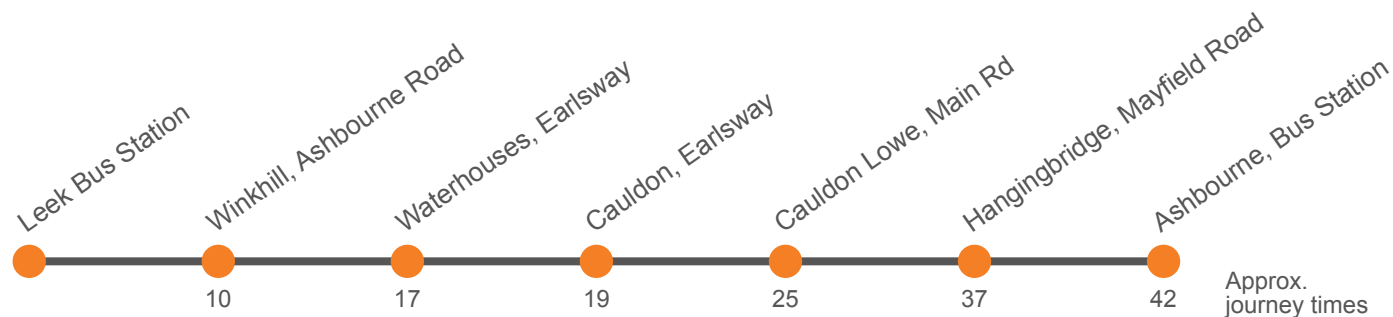 Leek Bus Station
Winkhill, Ashbourne Road
Waterhouses, Earlsway
Cauldon, Earlsway
Cauldon Lowe, Main Rd
Hangingbridge, Mayfield Road
Ashbourne, Bus Station
10
17
19
25
37
42
Approx.
journey times